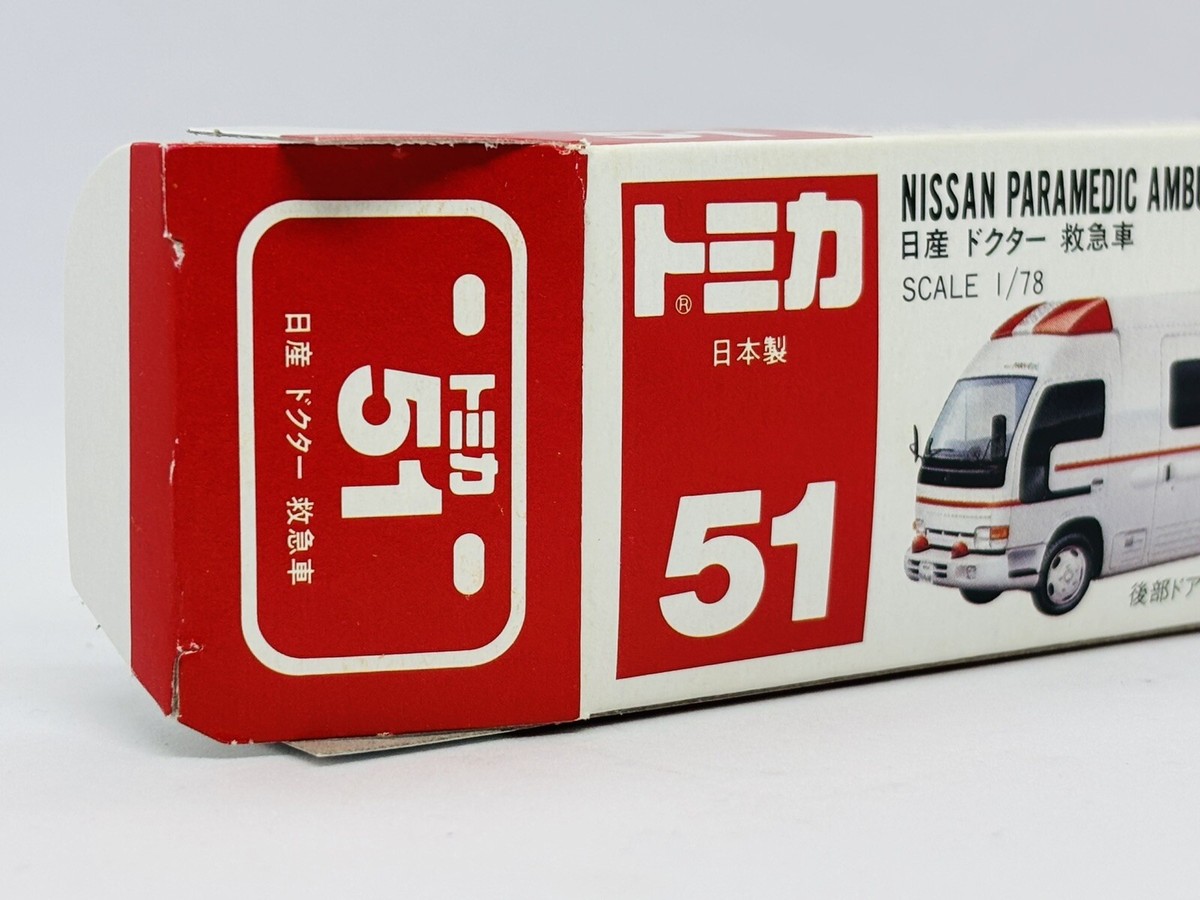 トミカ
51
日産 ドクター 救急車
トミカ
®
日本製
51
NISSAN PARAMEDIC AMBU
日産 ドクター 救急車
SCALE 1/78
後部ドア